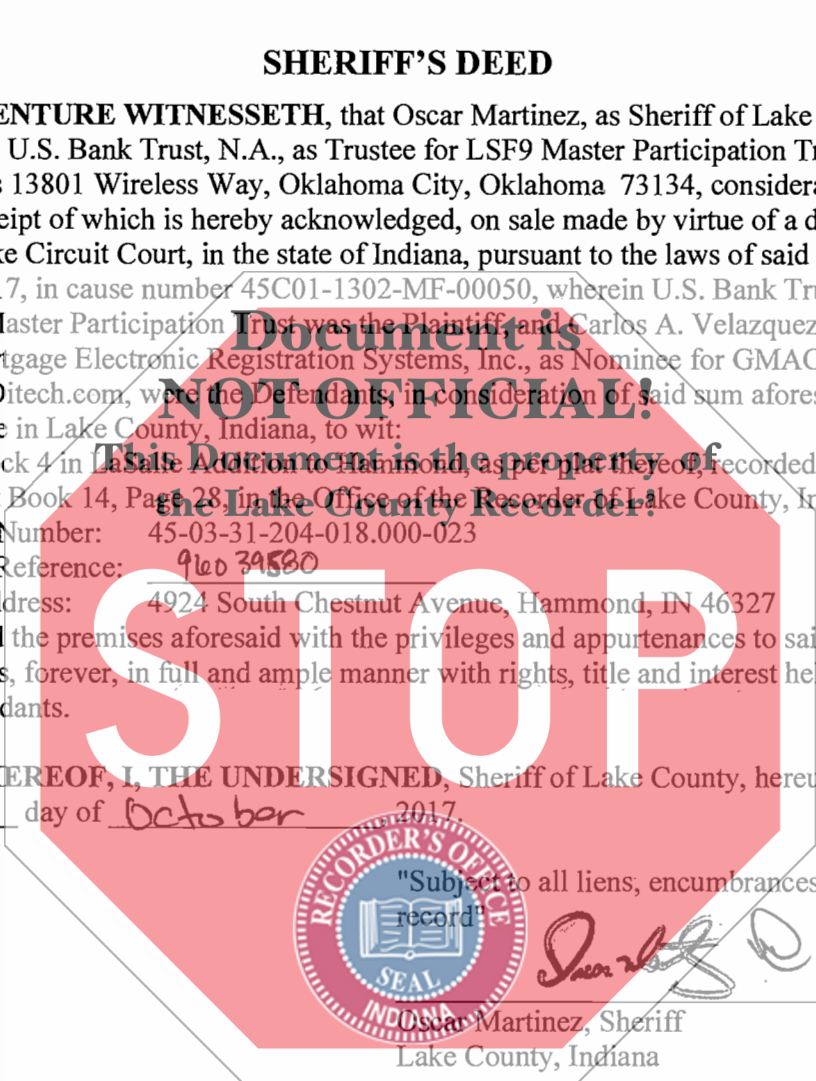 SHERIFF'S DEED
ENTURE WITNESSETH, that Oscar Martinez, as Sheriff of Lake
U.S. Bank Trust, N.A., as Trustee for LSF9 Master Participation Tr
s 13801 Wireless Way, Oklahoma City, Oklahoma 73134, considera
ceipt of which is hereby acknowledged, on sale made by virtue of a d
ke Circuit Court, in the state of Indiana, pursuant to the laws of said
17, in cause number 45C01-1302-MF-00050, wherein U.S. Bank Tru
Master Participation Trust was the Plaintiff, and Carlos A. Velazquez
Document is
rtgage Electronic Registration Systems, Inc., as Nominee for GMAC
Ditech.com, were the Defendants, in consideration of said sum afores
NOT OFFICIAL!
e in Lake County, Indiana, to wit:
ck 4 in LaSalle Addition to Hammond, as per plat thereof, recorded
This Document is the property of
Book 14, Page 28, in the Office of the Recorder of Lake County, In
the Lake County Recorder!
Number: 45-03-31-204-018.000-023
Reference: 960 39580
dress: 4924 South Chestnut Avenue, Hammond, IN 46327
d the premises aforesaid with the privileges and appurtenances to sai
s, forever, in full and ample manner with rights, title and interest hel
dants.
STOP
EREOF, I, THE UNDERSIGNED, Sheriff of Lake County, hereu
day of October, 2017.
RECORDER'S OFFICE
"Subject to all liens, encumbrances
record"
SEAL
INDIANA
Oscar Martinez, Sheriff
Lake County, Indiana